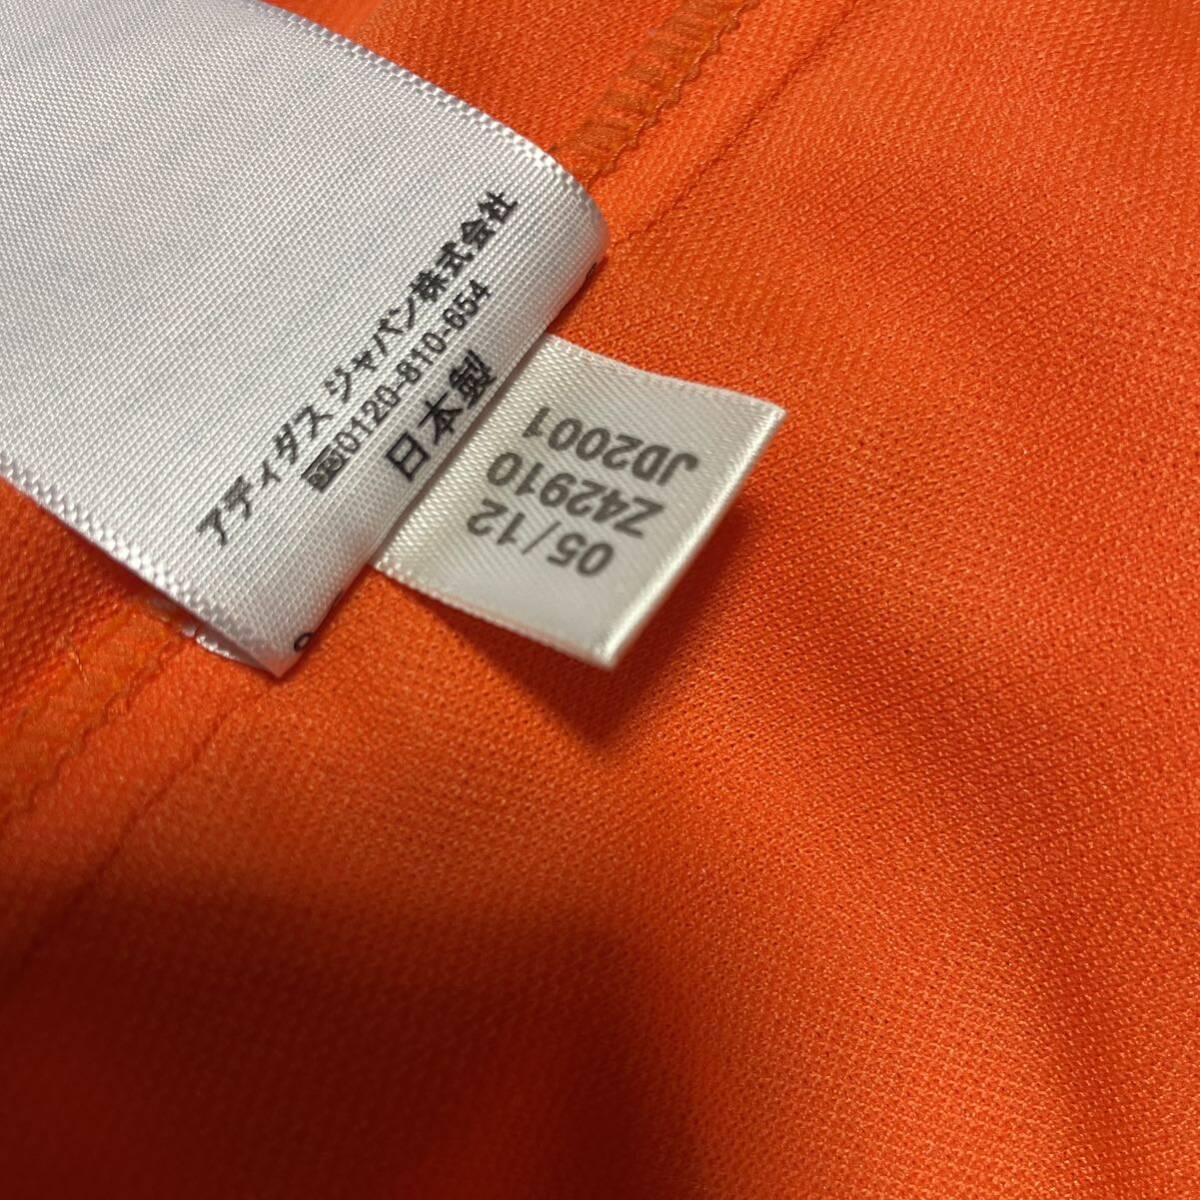 アディダス ジャパン株式会社
0120-810-654
日本製
05/12
Z42910
JD2001